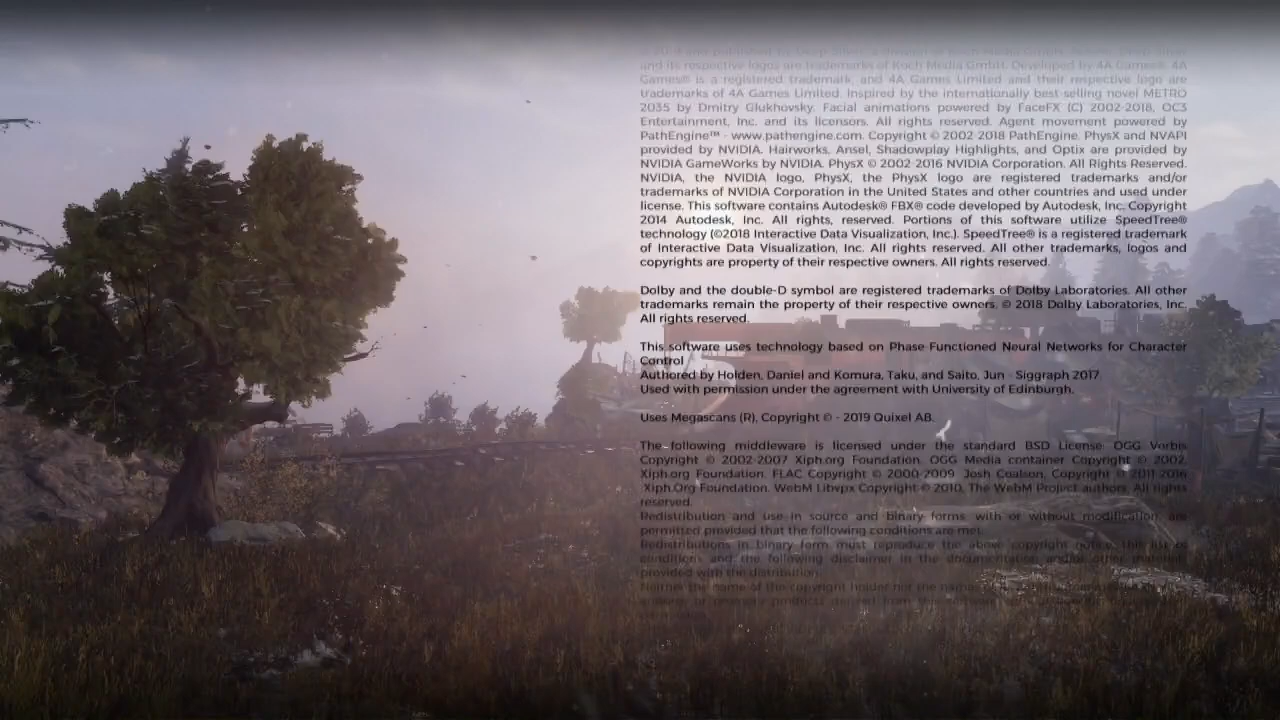 and its respective logos are trademarks of Koch Media GmbH. Developed by 4A Games. 4A
Games® is a registered trademark, and 4A Games Limited and their respective logo are
trademarks of 4A Games Limited. Inspired by the internationally best-selling novel METRO
2035 by Dmitry Glukhovsky. Facial animations powered by FaceFX (C) 2002-2018, OC3
Entertainment, Inc. and its licensors. All rights reserved. Agent movement powered by
PathEngine™ - www.pathengine.com. Copyright © 2002-2018 PathEngine. PhysX and NVAPI
provided by NVIDIA. Hairworks, Ansel, Shadowplay Highlights, and Optix are provided by
NVIDIA GameWorks by NVIDIA. PhysX © 2002-2016 NVIDIA Corporation. All Rights Reserved.
NVIDIA, the NVIDIA logo, PhysX, the PhysX logo are registered trademarks and/or
trademarks of NVIDIA Corporation in the United States and other countries and used under
license. This software contains Autodesk® FBX® code developed by Autodesk, Inc. Copyright
2014 Autodesk, Inc. All rights, reserved. Portions of this software utilize SpeedTree®
technology (©2018 Interactive Data Visualization, Inc.). SpeedTree® is a registered trademark
of Interactive Data Visualization, Inc. All rights reserved. All other trademarks, logos and
copyrights are property of their respective owners. All rights reserved.
Dolby and the double-D symbol are registered trademarks of Dolby Laboratories. All other
trademarks remain the property of their respective owners. © 2018 Dolby Laboratories, Inc.
All rights reserved.
This software uses technology based on Phase-Functioned Neural Networks for Character
Control
Authored by Holden, Daniel and Komura, Taku, and Saito, Jun - Siggraph 2017.
Used with permission under the agreement with University of Edinburgh.
Uses Megascans (R), Copyright © - 2019 Quixel AB.
The following middleware is licensed under the standard BSD License: OGG Vorbis
Copyright © 2002-2007 Xiph.org Foundation. OGG Media container Copyright © 2002,
Xiph.org Foundation. FLAC Copyright © 2000-2009 Josh Coalson, Copyright © 2011-2016
Xiph.Org Foundation. WebM Libvpx Copyright © 2010, The WebM Project authors. All rights
reserved.
Redistribution and use in source and binary forms with or without modification, are
permitted provided that the following conditions are met:
Redistributions in binary form must reproduce the above copyright notice, this list of
conditions and the following disclaimer in the documentation and/or other materials
provided with the distribution.
Neither the name of the copyright holder nor the